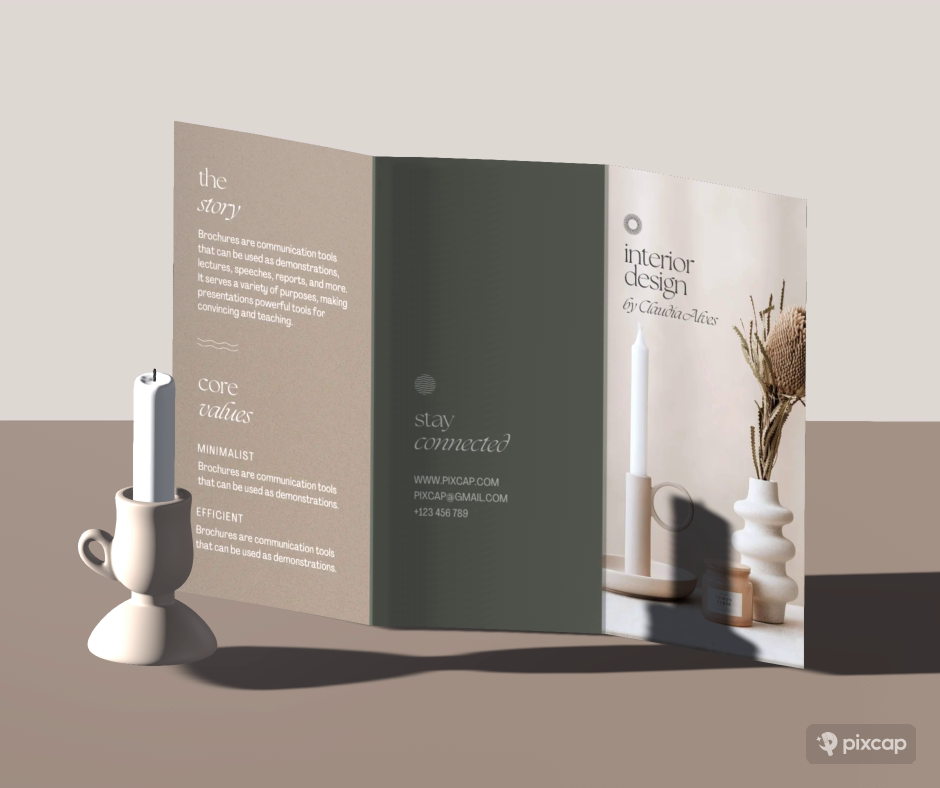 the
story
Brochures are communication tools
that can be used as demonstrations,
lectures, speeches, reports, and more.
It serves a variety of purposes, making
presentations powerful tools for
convincing and teaching.
core
values
MINIMALIST
Brochures are communication tools
that can be used as demonstrations.
EFFICIENT
Brochures are communication tools
that can be used as demonstrations.
stay
connected
WWW.PIXCAP.COM
PIXCAP@GMAIL.COM
+123 456 789
interior
design
by Claudia Alves
pixcap